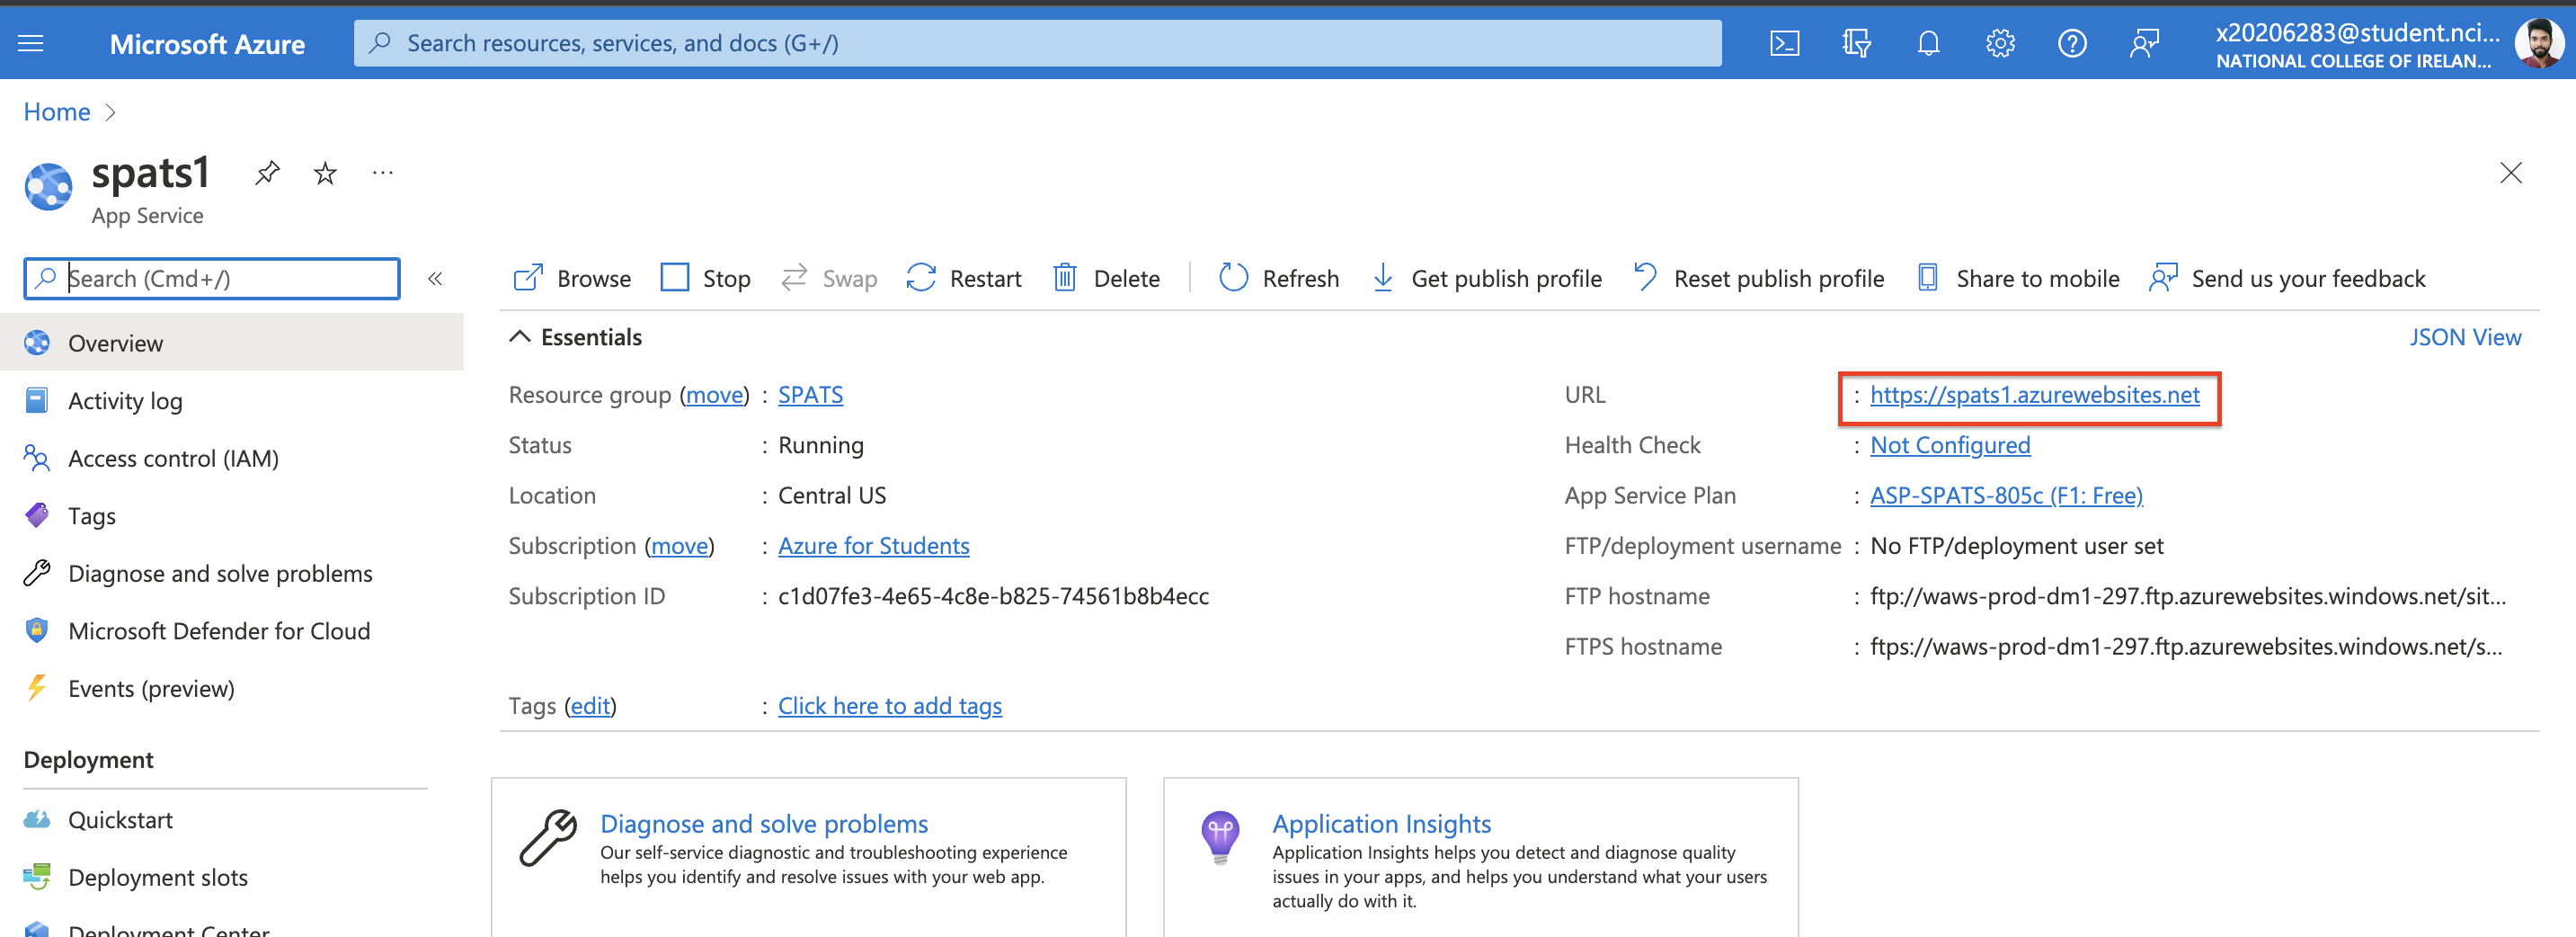 Microsoft Azure
Search resources, services, and docs (G+/)
x20206283@student.nci...
NATIONAL COLLEGE OF IRELAN...
Home
spats1
App Service
Search (Cmd+/)
Browse
Stop
Swap
Restart
Delete
Refresh
Get publish profile
Reset publish profile
Share to mobile
Send us your feedback
Overview
Activity log
Access control (IAM)
Tags
Diagnose and solve problems
Microsoft Defender for Cloud
Events (preview)
Deployment
Quickstart
Deployment slots
Deployment Center
Essentials
JSON View
Resource group (move) : SPATS
Status : Running
Location : Central US
Subscription (move) : Azure for Students
Subscription ID : c1d07fe3-4e65-4c8e-b825-74561b8b4ecc
URL : https://spats1.azurewebsites.net
Health Check : Not Configured
App Service Plan : ASP-SPATS-805c (F1: Free)
FTP/deployment username : No FTP/deployment user set
FTP hostname : ftp://waws-prod-dm1-297.ftp.azurewebsites.windows.net/sit...
FTPS hostname : ftps://waws-prod-dm1-297.ftp.azurewebsites.windows.net/s...
Tags (edit) : Click here to add tags
Diagnose and solve problems
Our self-service diagnostic and troubleshooting experience
helps you identify and resolve issues with your web app.
Application Insights
Application Insights helps you detect and diagnose quality
issues in your apps, and helps you understand what your users
actually do with it.